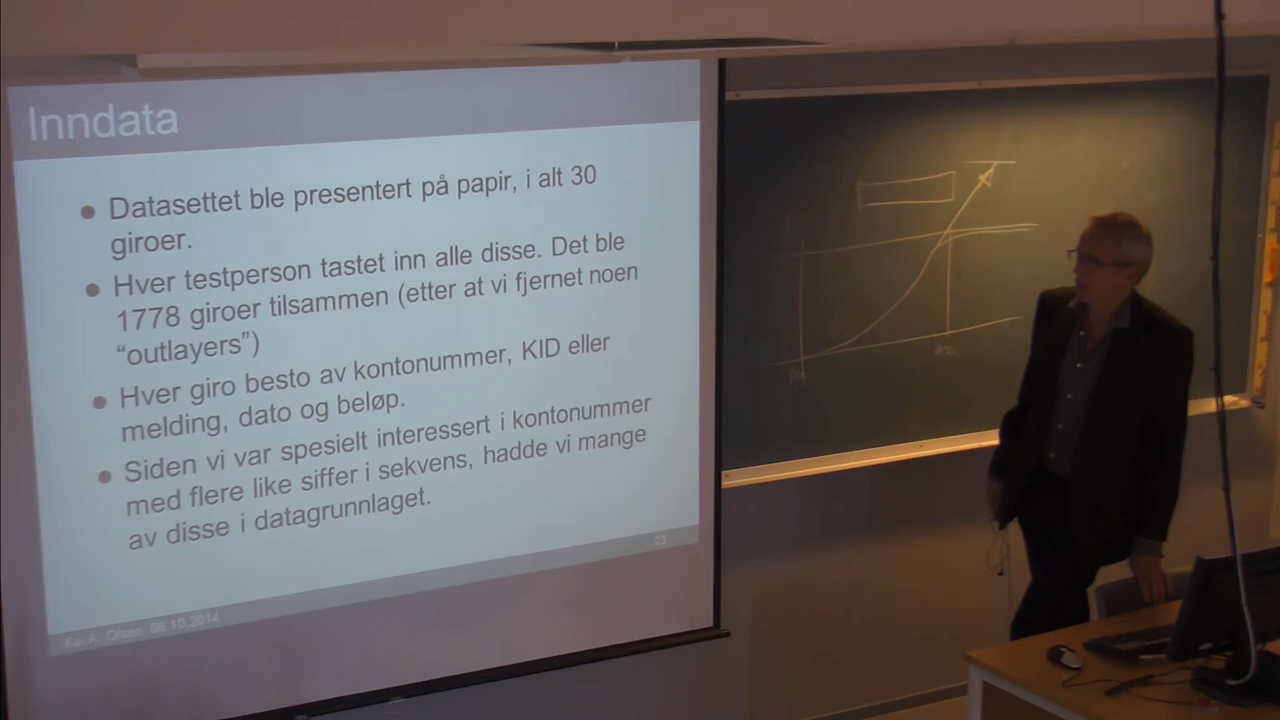 Inndata
Datasettet ble presentert på papir, i alt 30
giroer.
Hver testperson tastet inn alle disse. Det ble
1778 giroer tilsammen (etter at vi fjernet noen
“outlayers”)
Hver giro besto av kontonummer, KID eller
melding, dato og beløp.
Siden vi var spesielt interessert i kontonummer
med flere like siffer i sekvens, hadde vi mange
av disse i datagrunnlaget.
23
Kai A. Olsen, 06.10.2014